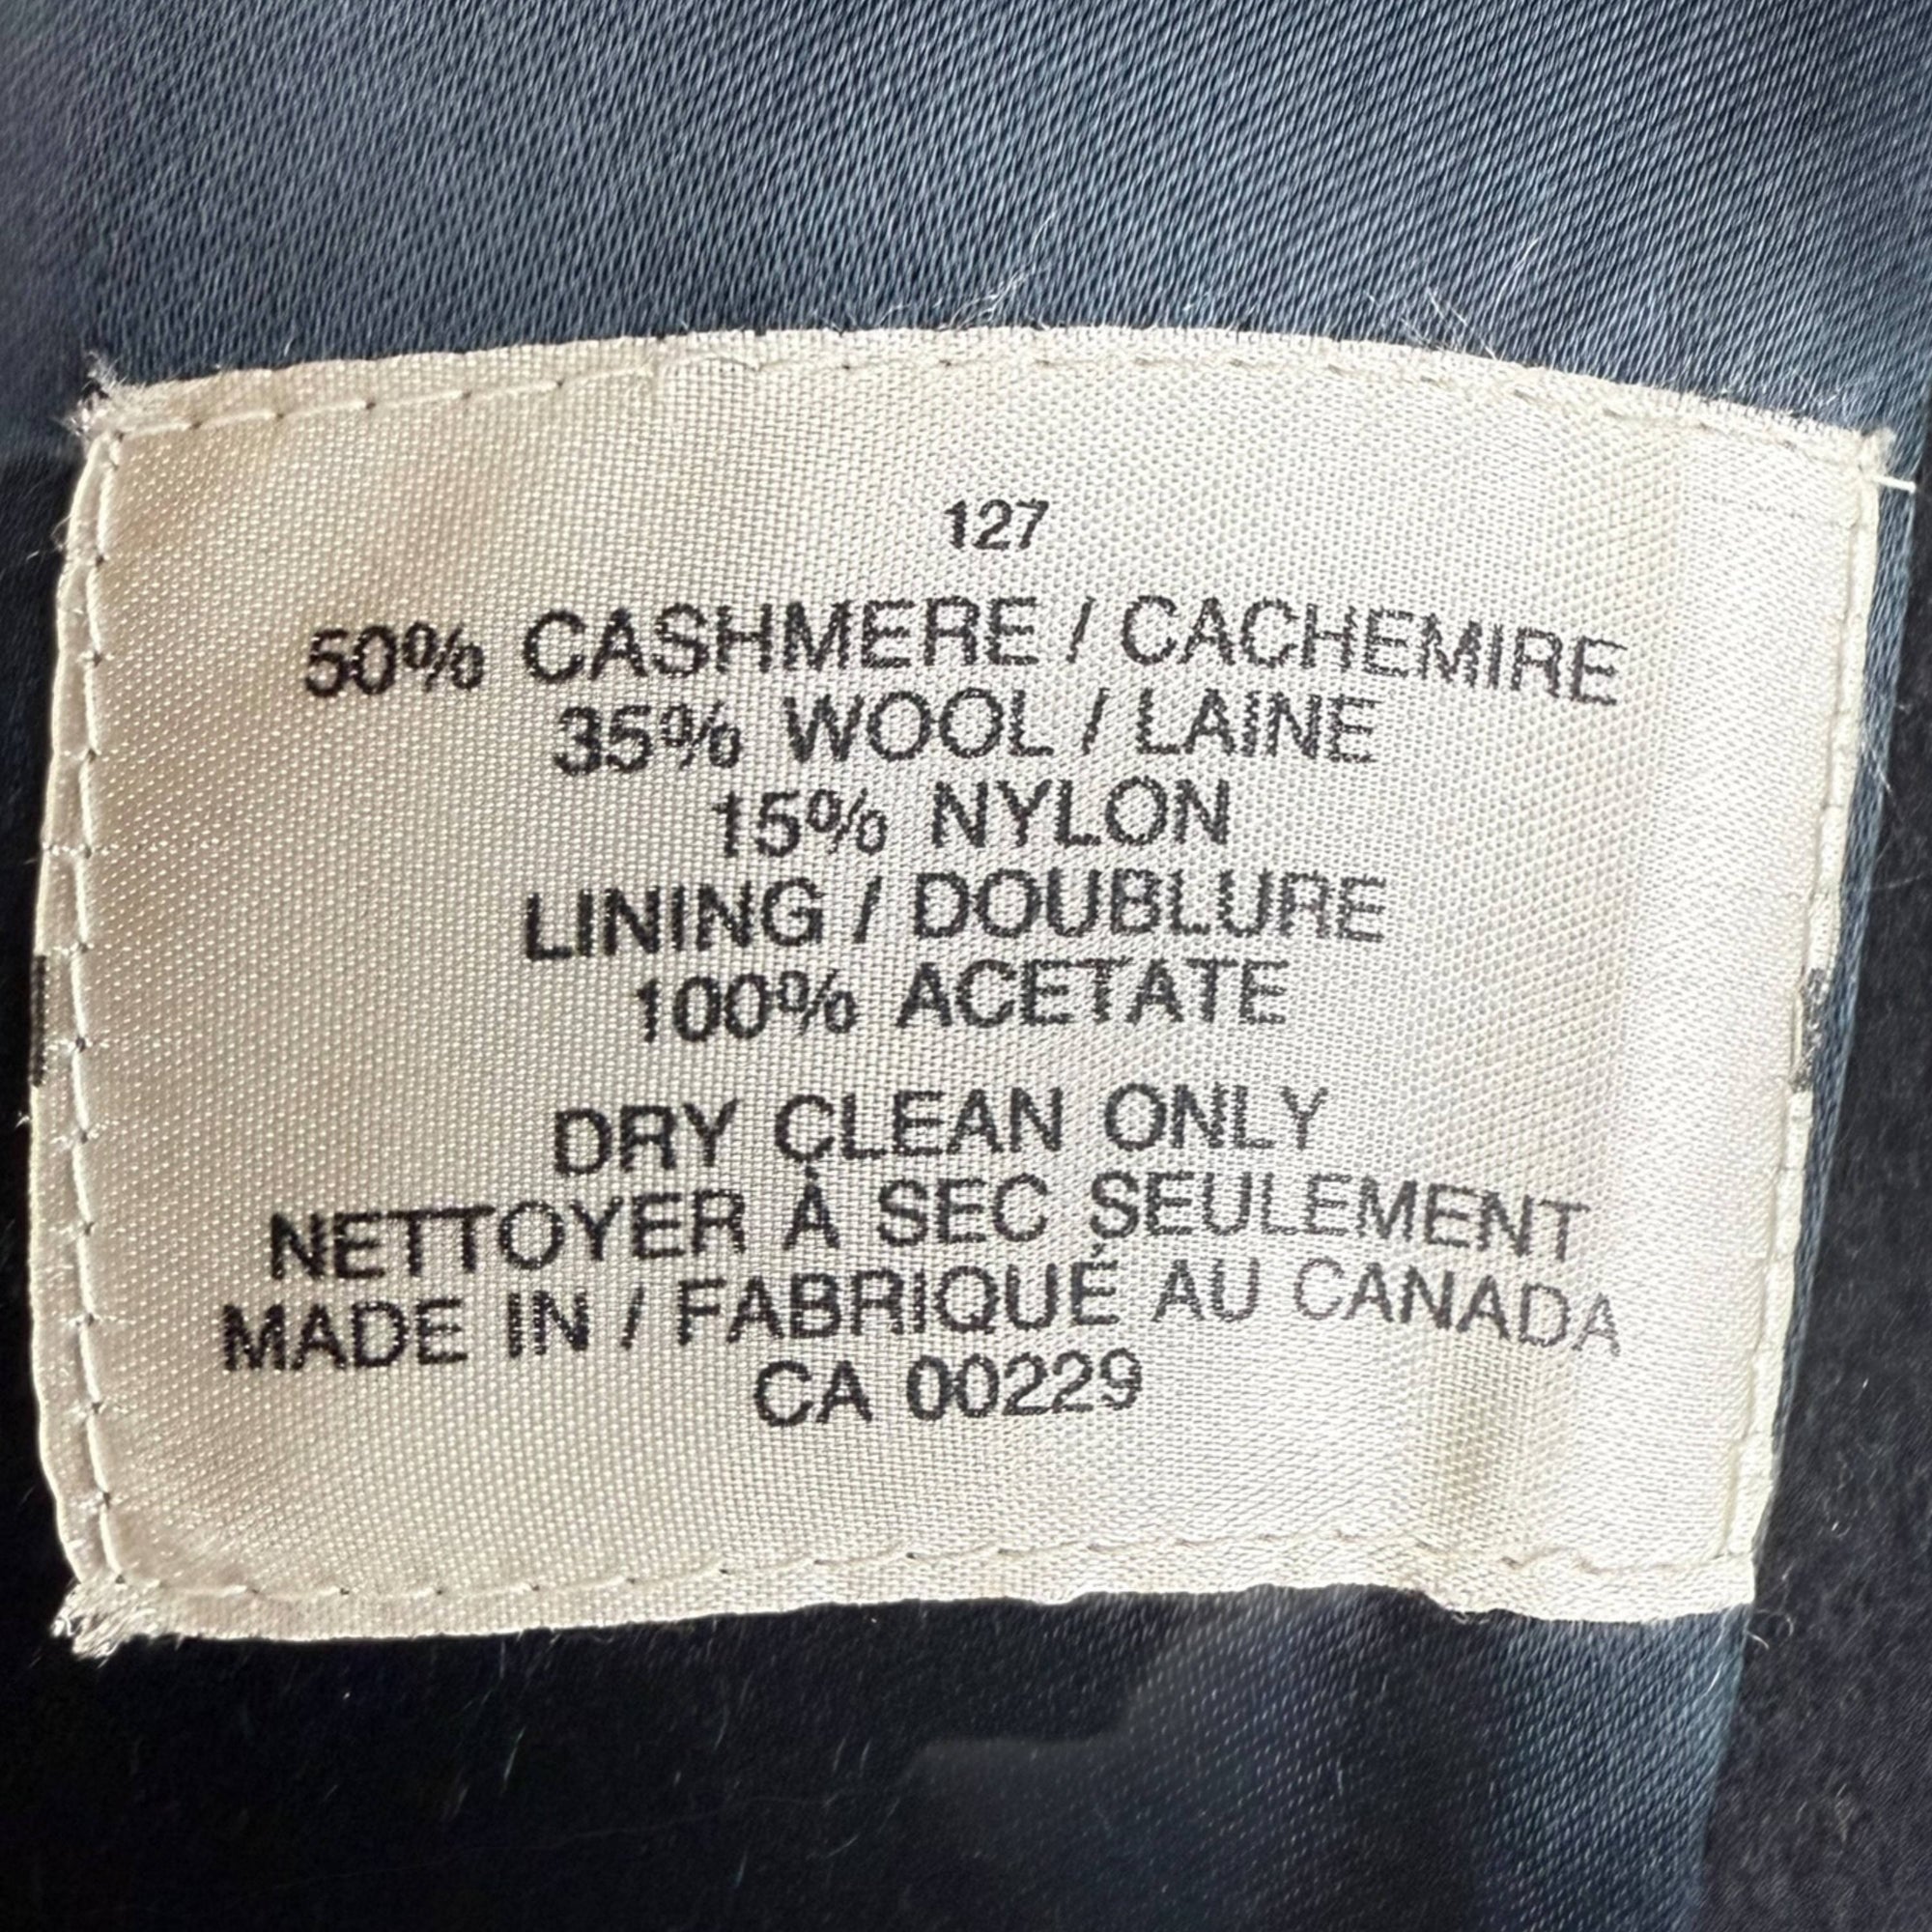 127
50% CASHMERE / CACHEMIRE
35% WOOL / LAINE
15% NYLON
LINING / DOUBLURE
100% ACETATE
DRY CLEAN ONLY
NETTOYER À SEC SEULEMENT
MADE IN / FABRIQUÉ AU CANADA
CA 00229